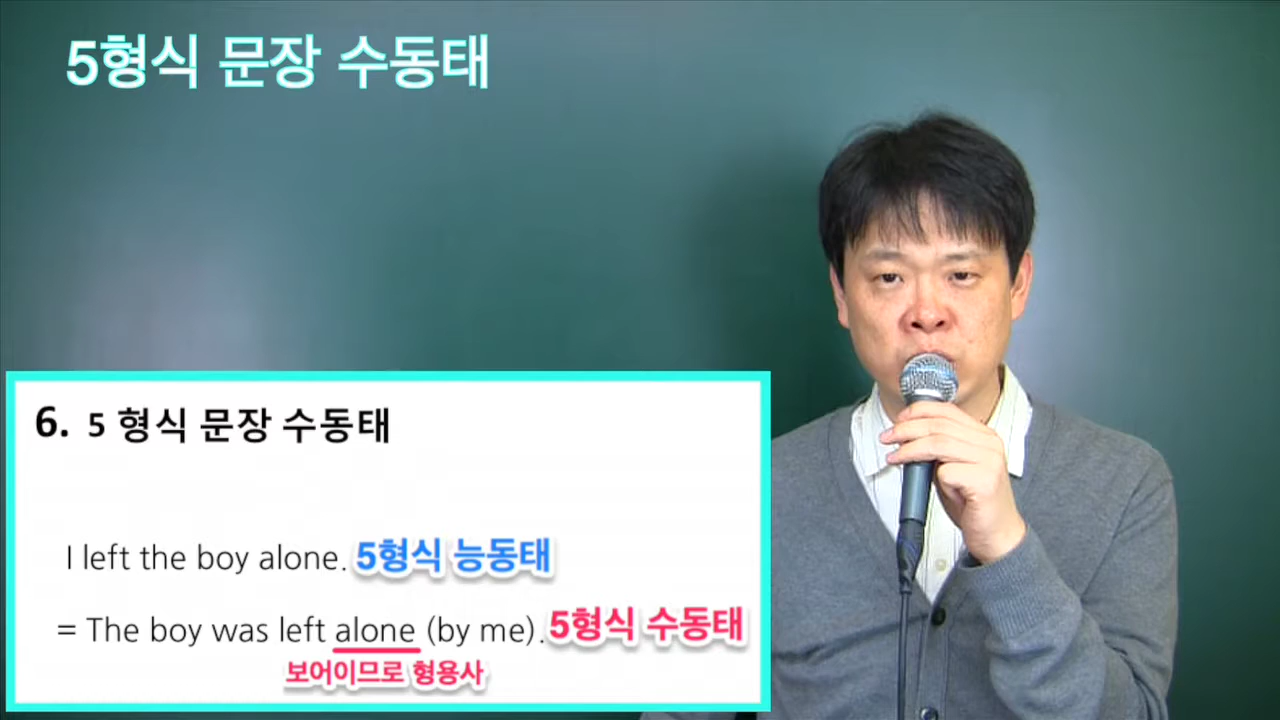 5형식 문장 수동태
6. 5 형식 문장 수동태
I left the boy alone. 5형식 능동태
= The boy was left alone (by me). 5형식 수동태
보어이므로 형용사